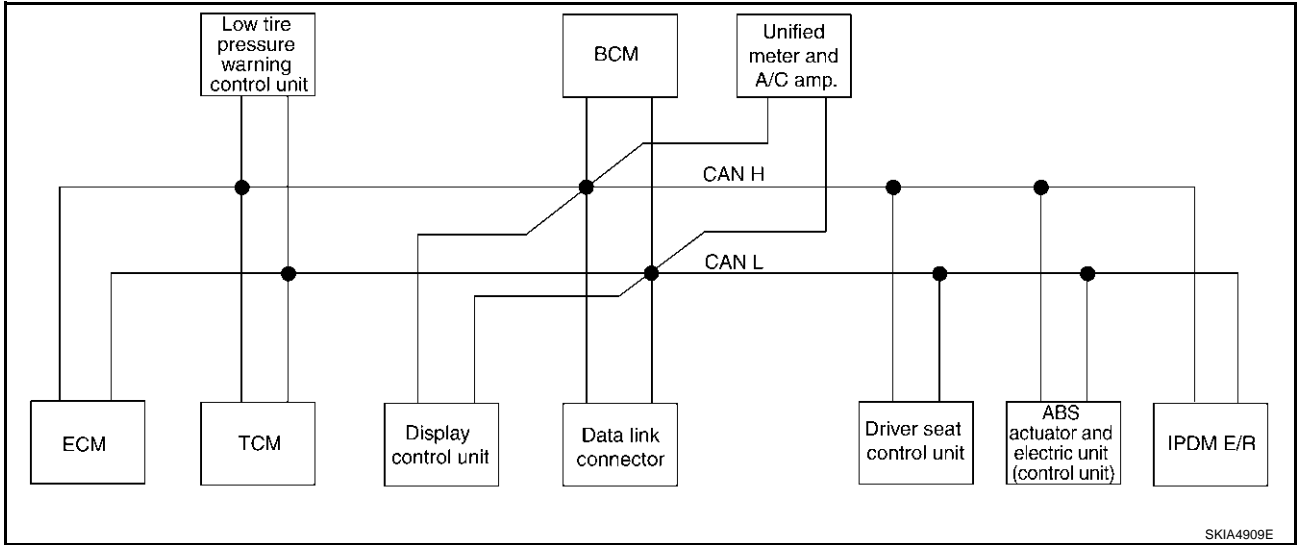 Low tire
pressure
warning
control unit
BCM
Unified
meter and
A/C amp.
CAN H
CAN L
ECM
TCM
Display
control unit
Data link
connector
Driver seat
control unit
ABS
actuator and
electric unit
(control unit)
IPDM E/R
SKIA4909E